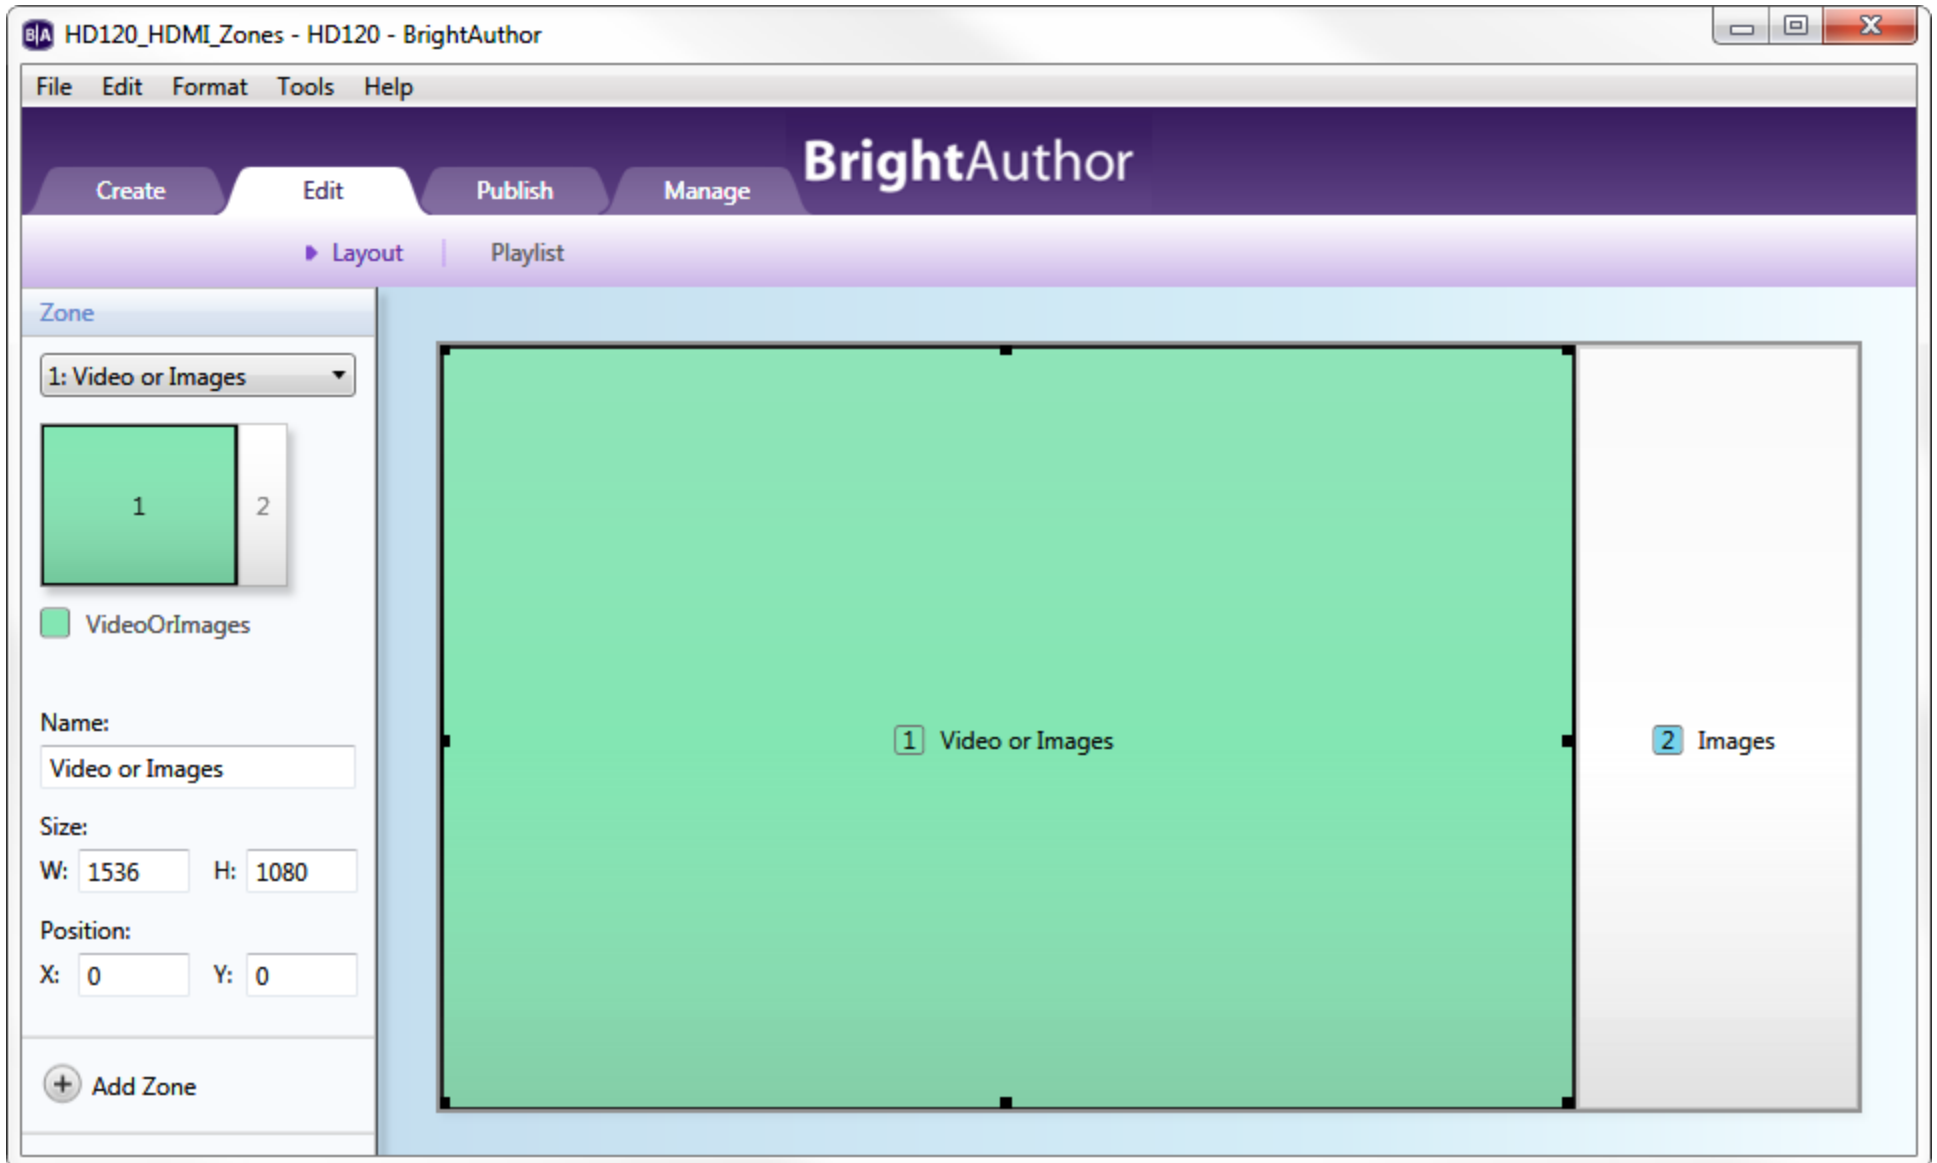 B|A HD120_HDMI_Zones - HD120 - BrightAuthor
File Edit Format Tools Help
BrightAuthor
Create Edit Publish Manage
Layout Playlist
Zone
1: Video or Images
1 2
VideoOrImages
Name:
Video or Images
Size:
W: 1536 H: 1080
Position:
X: 0 Y: 0
Add Zone
1 Video or Images
2 Images